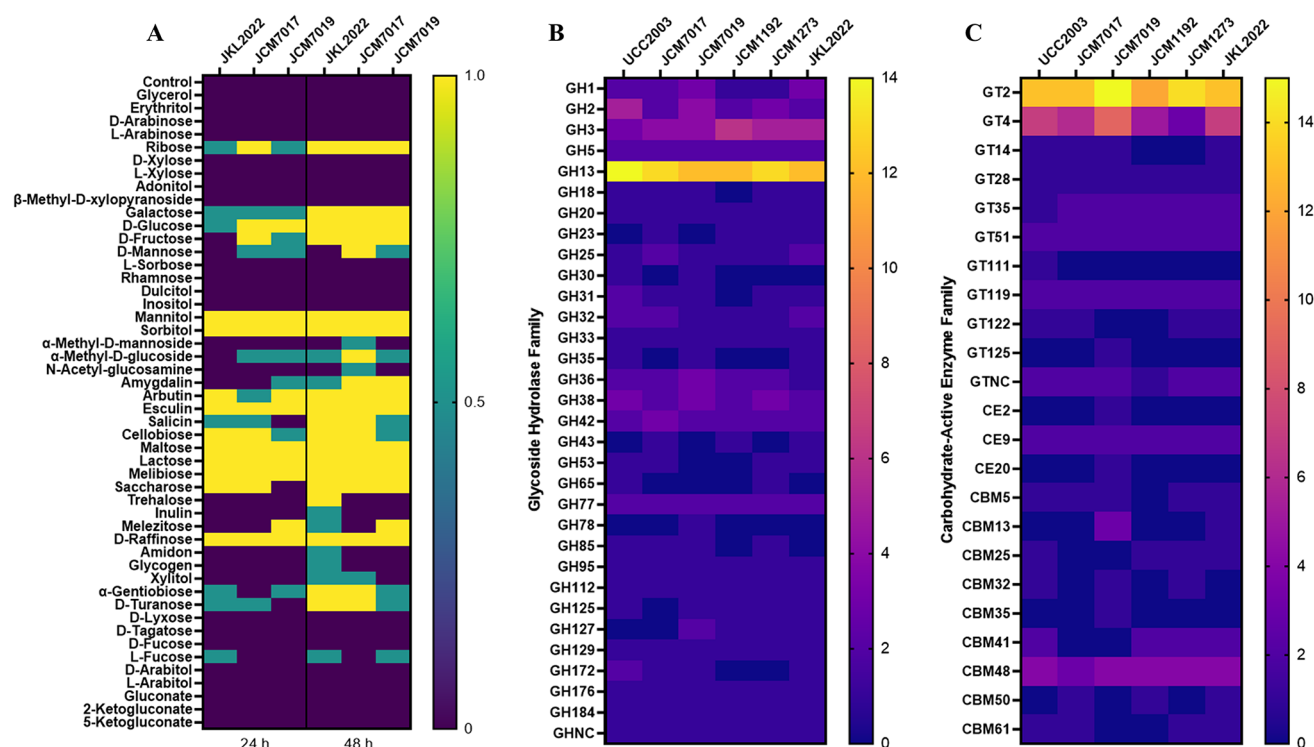 A
JKL2022
JCM7017
JCM7019
JKL2022
JCM7017
JCM7019
Control
Glycerol
Erythritol
D-Arabinose
L-Arabinose
Ribose
D-Xylose
L-Xylose
Adonitol
β-Methyl-D-xylopyranoside
Galactose
D-Glucose
D-Fructose
D-Mannose
L-Sorbose
Rhamnose
Dulcitol
Inositol
Mannitol
Sorbitol
α-Methyl-D-mannoside
α-Methyl-D-glucoside
N-Acetyl-glucosamine
Amygdalin
Arbutin
Esculin
Salicin
Cellobiose
Maltose
Lactose
Melibiose
Saccharose
Trehalose
Inulin
Melezitose
D-Raffinose
Amidon
Glycogen
Xylitol
α-Gentiobiose
D-Turanose
D-Lyxose
D-Tagatose
D-Fucose
L-Fucose
D-Arabitol
L-Arabitol
Gluconate
2-Ketogluconate
5-Ketogluconate
24 h
48 h
1.0
0.5
0
B
UCC2003
JCM7017
JCM7019
JCM1192
JCM1273
JKL2022
Glycoside Hydrolase Family
GH1
GH2
GH3
GH5
GH13
GH18
GH20
GH23
GH25
GH30
GH31
GH32
GH33
GH35
GH36
GH38
GH42
GH43
GH53
GH65
GH77
GH78
GH85
GH95
GH112
GH125
GH127
GH129
GH172
GH176
GH184
GHNC
14
12
10
8
6
4
2
0
C
UCC2003
JCM7017
JCM7019
JCM1192
JCM1273
JKL2022
Carbohydrate-Active Enzyme Family
GT2
GT4
GT14
GT28
GT35
GT51
GT111
GT119
GT122
GT125
GTNC
CE2
CE9
CE20
CBM5
CBM13
CBM25
CBM32
CBM35
CBM41
CBM48
CBM50
CBM61
14
12
10
8
6
4
2
0